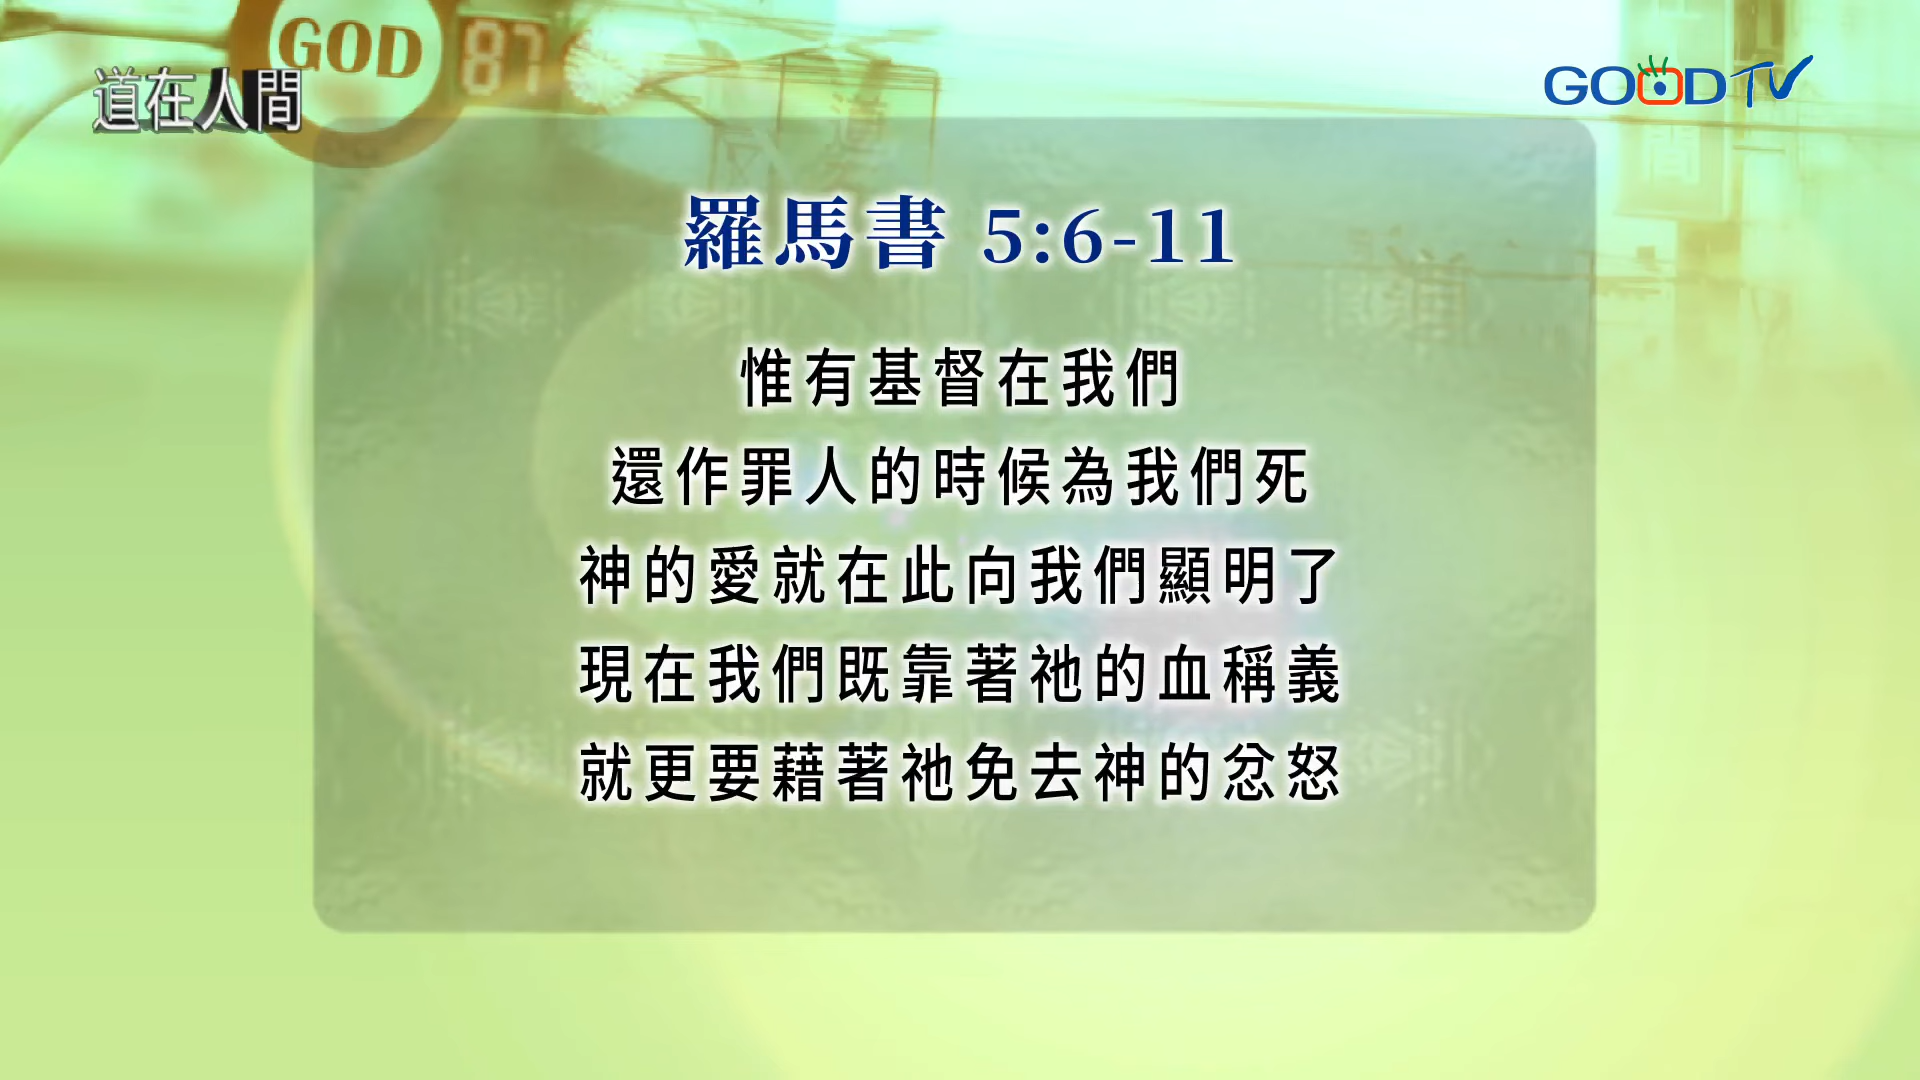 GOD 87
道在人間
GOODTV
羅馬書 5:6-11
惟有基督在我們
還作罪人的時候為我們死
神的愛就在此向我們顯明了
現在我們既靠著祂的血稱義
就更要藉著祂免去神的忿怒